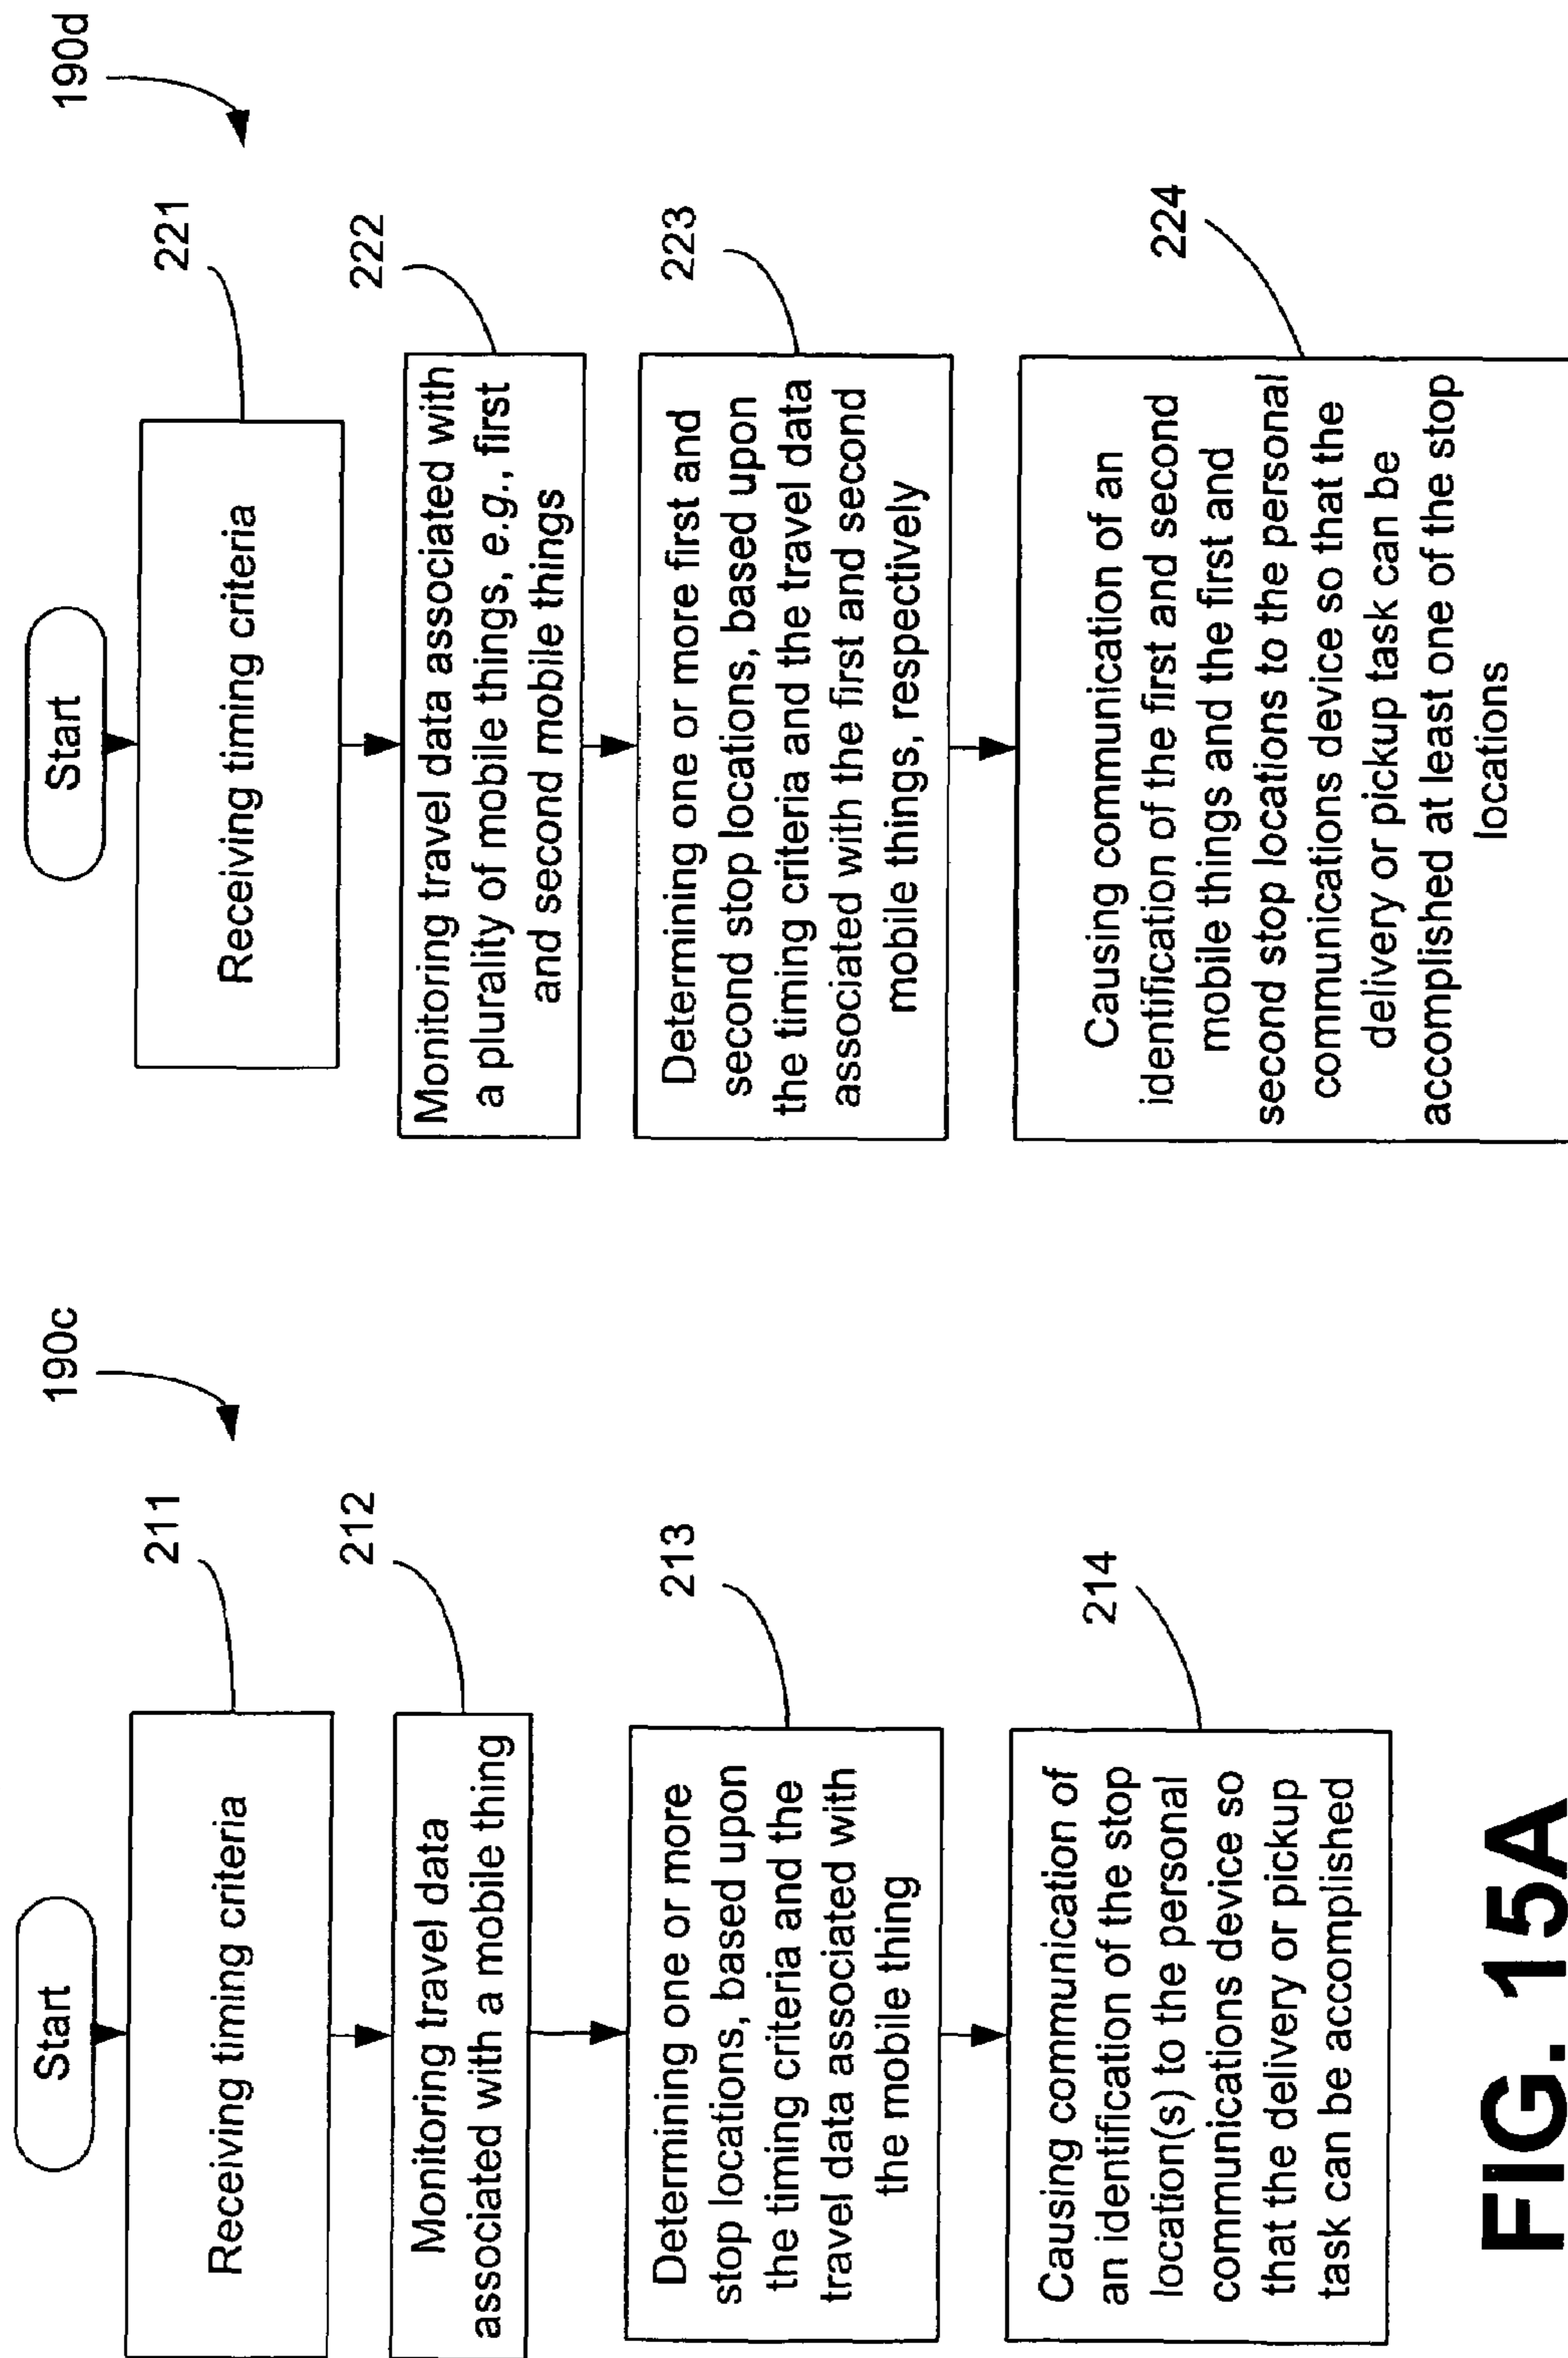 190c
Start
211
Receiving timing criteria
212
Monitoring travel data
associated with a mobile thing
213
Determining one or more
stop locations, based upon
the timing criteria and the
travel data associated with
the mobile thing
214
Causing communication of
an identification of the stop
location(s) to the personal
communications device so
that the delivery or pickup
task can be accomplished
FIG. 15A
190d
Start
221
Receiving timing criteria
222
Monitoring travel data associated with
a plurality of mobile things, e.g., first
and second mobile things
223
Determining one or more first and
second stop locations, based upon
the timing criteria and the travel data
associated with the first and second
mobile things, respectively
224
Causing communication of an
identification of the first and second
mobile things and the first and
second stop locations to the personal
communications device so that the
delivery or pickup task can be
accomplished at least one of the stop
locations